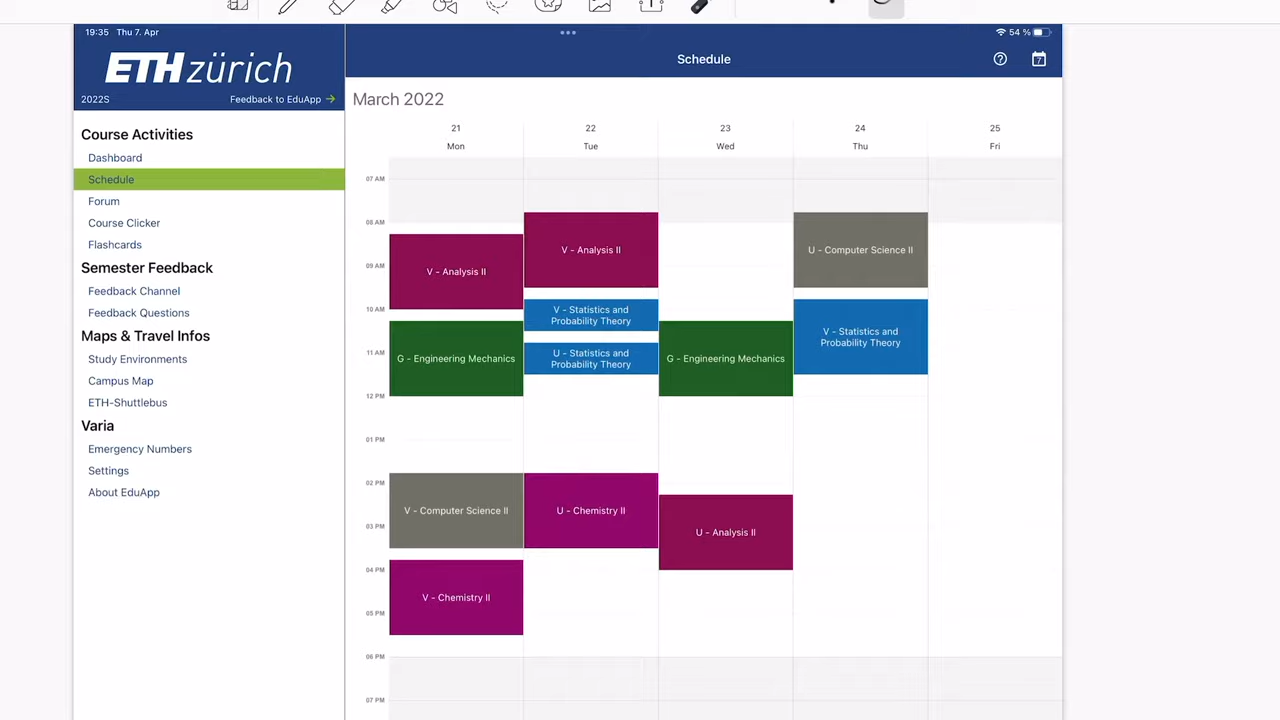 19:35 Thu 7. Apr
54 %
ETH zürich
2022S
Feedback to EduApp →
Course Activities
Dashboard
Schedule
Forum
Course Clicker
Flashcards
Semester Feedback
Feedback Channel
Feedback Questions
Maps & Travel Infos
Study Environments
Campus Map
ETH-Shuttlebus
Varia
Emergency Numbers
Settings
About EduApp
Schedule
7
March 2022
21 22 23 24 25
Mon Tue Wed Thu Fri
07 AM
08 AM
V - Analysis II
U - Computer Science II
09 AM
V - Analysis II
10 AM
V - Statistics and
Probability Theory
V - Statistics and
Probability Theory
11 AM
G - Engineering Mechanics
U - Statistics and
Probability Theory
G - Engineering Mechanics
12 PM
01 PM
02 PM
V - Computer Science II
U - Chemistry II
03 PM
U - Analysis II
04 PM
V - Chemistry II
05 PM
06 PM
07 PM